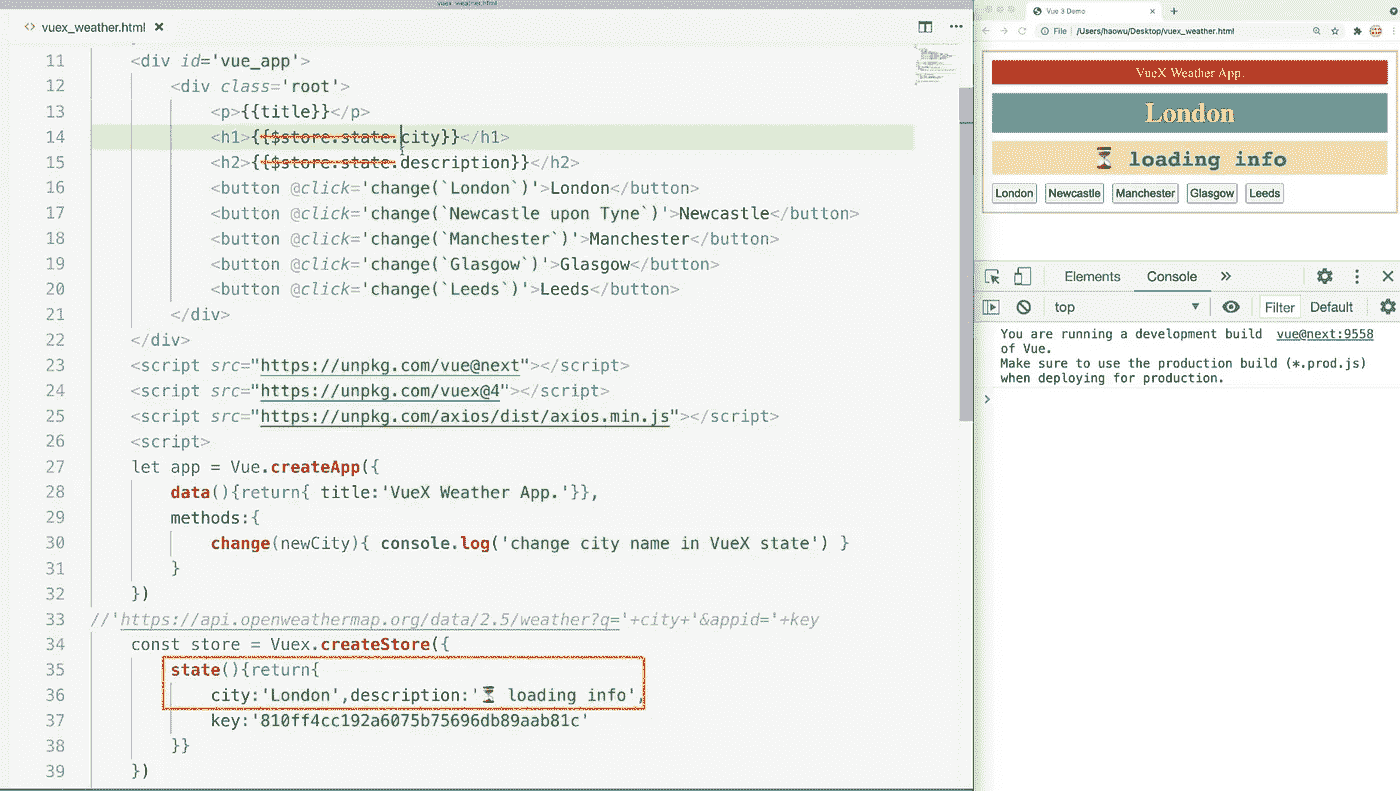 vuex_weather.html
vuex_weather.html
11 <div id='vue_app'>
12 <div class='root'>
13 <p>{{title}}</p>
14 <h1>{{$store.state.city}}</h1>
15 <h2>{{$store.state.description}}</h2>
16 <button @click='change(`London`)'>London</button>
17 <button @click='change(`Newcastle upon Tyne`)'>Newcastle</button>
18 <button @click='change(`Manchester`)'>Manchester</button>
19 <button @click='change(`Glasgow`)'>Glasgow</button>
20 <button @click='change(`Leeds`)'>Leeds</button>
21 </div>
22 </div>
23 <script src="https://unpkg.com/vue@next"></script>
24 <script src="https://unpkg.com/vuex@4"></script>
25 <script src="https://unpkg.com/axios/dist/axios.min.js"></script>
26 <script>
27 let app = Vue.createApp({
28 data(){return{ title:'VueX Weather App.'}},
29 methods:{
30 change(newCity){ console.log('change city name in VueX state') }
31 }
32 })
33 //'https://api.openweathermap.org/data/2.5/weather?q='+city+'&appid='+key
34 const store = Vuex.createStore({
35 state(){return{
36 city:'London',description:'⏳ loading info',
37 key:'810ff4cc192a6075b75696db89aab81c'
38 }}
39 })
Vue 3 Demo
File /Users/haowu/Desktop/vuex_weather.html
VueX Weather App.
London
⏳ loading info
London Newcastle Manchester Glasgow Leeds
Elements Console
top Filter Default
You are running a development build vue@next:9558
of Vue.
Make sure to use the production build (*.prod.js)
when deploying for production.